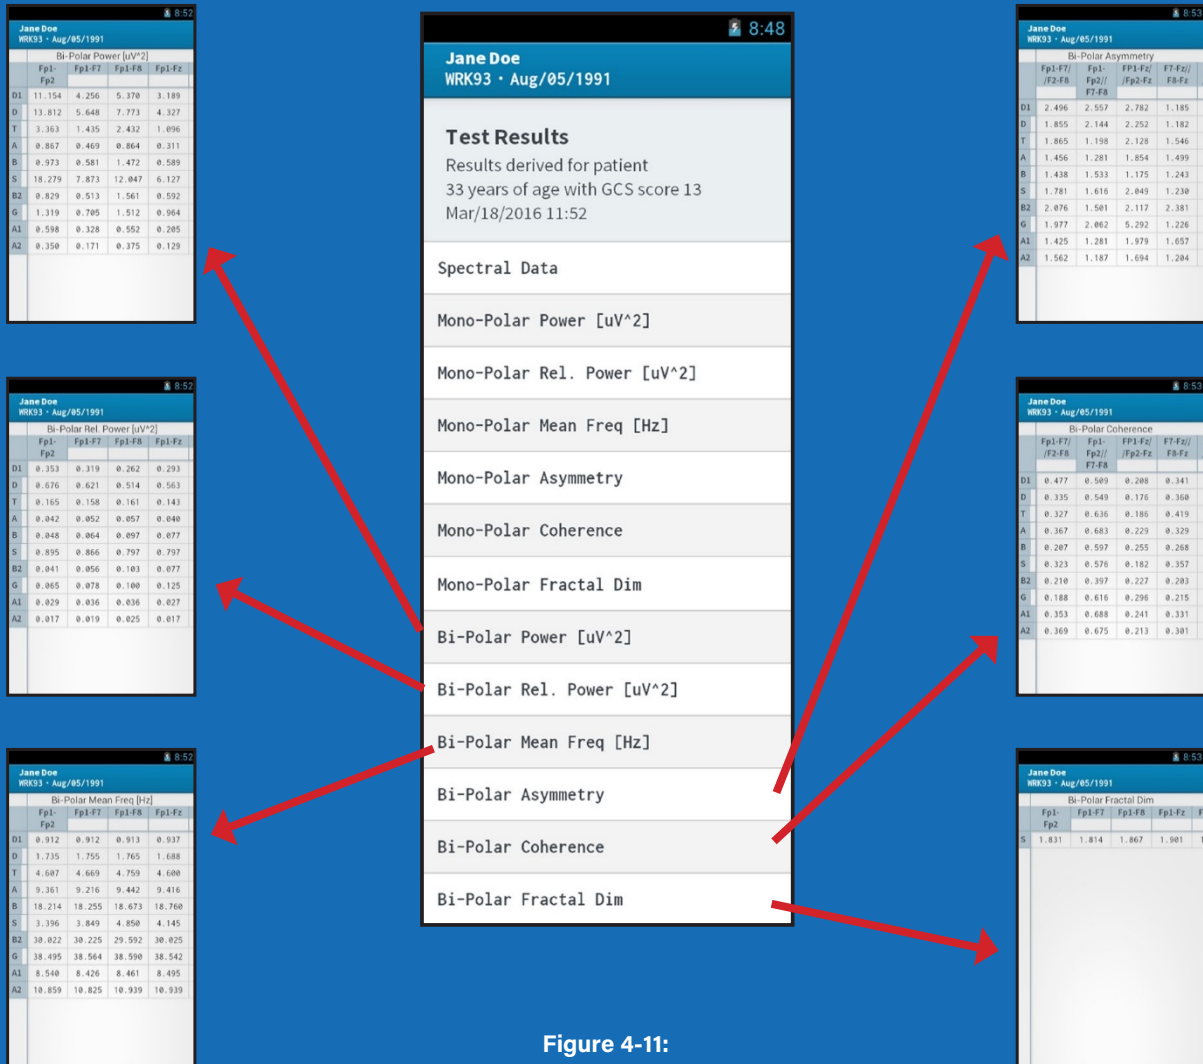 8:52
Jane Doe
WRK93 · Aug/05/1991
Bi-Polar Power [uV^2]
Fp1-Fp2 Fp1-F7 Fp1-F8 Fp1-Fz
D1 11.154 4.256 5.370 3.189
D 13.812 5.648 7.773 4.327
T 3.363 1.435 2.432 1.096
A 0.867 0.469 0.864 0.311
B 0.973 0.581 1.472 0.589
S 18.279 7.873 12.047 6.127
B2 0.829 0.513 1.561 0.592
G 1.319 0.705 1.512 0.964
A1 0.598 0.328 0.552 0.205
A2 0.350 0.171 0.375 0.129
8:52
Jane Doe
WRK93 · Aug/05/1991
Bi-Polar Rel. Power [uV^2]
Fp1-Fp2 Fp1-F7 Fp1-F8 Fp1-Fz
D1 0.353 0.319 0.262 0.293
D 0.676 0.621 0.514 0.563
T 0.165 0.158 0.161 0.143
A 0.042 0.052 0.057 0.040
B 0.048 0.064 0.097 0.077
S 0.895 0.866 0.797 0.797
B2 0.041 0.056 0.103 0.077
G 0.065 0.078 0.100 0.125
A1 0.029 0.036 0.036 0.027
A2 0.017 0.019 0.025 0.017
8:52
Jane Doe
WRK93 · Aug/05/1991
Bi-Polar Mean Freq [Hz]
Fp1-Fp2 Fp1-F7 Fp1-F8 Fp1-Fz
D1 0.912 0.912 0.913 0.937
D 1.735 1.755 1.765 1.688
T 4.607 4.669 4.759 4.600
A 9.361 9.216 9.442 9.416
B 18.214 18.255 18.673 18.760
S 3.396 3.849 4.850 4.145
B2 30.022 30.225 29.592 30.025
G 38.495 38.564 38.590 38.542
A1 8.540 8.426 8.461 8.495
A2 10.859 10.825 10.939 10.939
8:48
Jane Doe
WRK93 · Aug/05/1991
Test Results
Results derived for patient
33 years of age with GCS score 13
Mar/18/2016 11:52
Spectral Data
Mono-Polar Power [uV^2]
Mono-Polar Rel. Power [uV^2]
Mono-Polar Mean Freq [Hz]
Mono-Polar Asymmetry
Mono-Polar Coherence
Mono-Polar Fractal Dim
Bi-Polar Power [uV^2]
Bi-Polar Rel. Power [uV^2]
Bi-Polar Mean Freq [Hz]
Bi-Polar Asymmetry
Bi-Polar Coherence
Bi-Polar Fractal Dim
8:53
Jane Doe
WRK93 · Aug/05/1991
Bi-Polar Asymmetry
Fp1-F7//F2-F8 Fp1-Fp2//F7-F8 FP1-Fz//Fp2-Fz F7-Fz//F8-Fz
D1 2.496 2.557 2.782 1.185
D 1.855 2.144 2.252 1.182
T 1.865 1.198 2.128 1.546
A 1.456 1.281 1.854 1.499
B 1.438 1.533 1.175 1.243
S 1.781 1.616 2.049 1.230
B2 2.076 1.501 2.117 2.381
G 1.977 2.062 5.292 1.226
A1 1.425 1.281 1.979 1.657
A2 1.562 1.187 1.694 1.204
8:53
Jane Doe
WRK93 · Aug/05/1991
Bi-Polar Coherence
Fp1-F7//F2-F8 Fp1-Fp2//F7-F8 FP1-Fz//Fp2-Fz F7-Fz//F8-Fz
D1 0.477 0.509 0.208 0.341
D 0.335 0.549 0.176 0.360
T 0.327 0.636 0.186 0.419
A 0.367 0.683 0.229 0.329
B 0.207 0.597 0.255 0.268
S 0.323 0.576 0.182 0.357
B2 0.210 0.397 0.227 0.203
G 0.188 0.616 0.296 0.215
A1 0.353 0.688 0.241 0.331
A2 0.369 0.675 0.213 0.301
8:53
Jane Doe
WRK93 · Aug/05/1991
Bi-Polar Fractal Dim
Fp1-Fp2 Fp1-F7 Fp1-F8 Fp1-Fz
S 1.831 1.814 1.867 1.901
Figure 4-11: